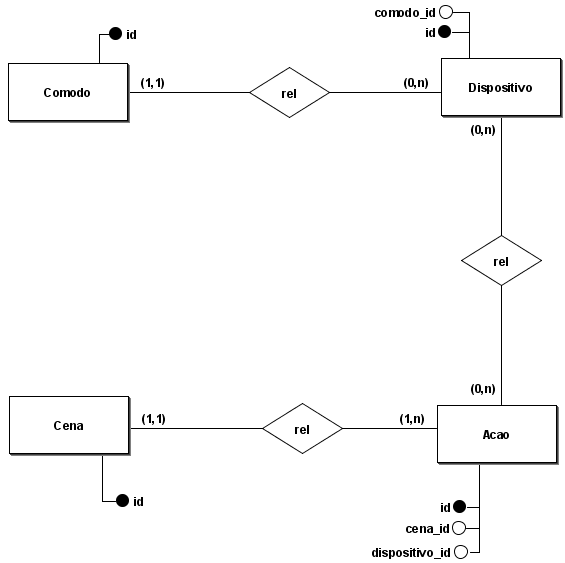 comodo_id
id
id
Comodo
(1,1)
rel
(0,n)
Dispositivo
(0,n)
rel
(0,n)
Cena
(1,1)
rel
(1,n)
Acao
id
id
cena_id
dispositivo_id